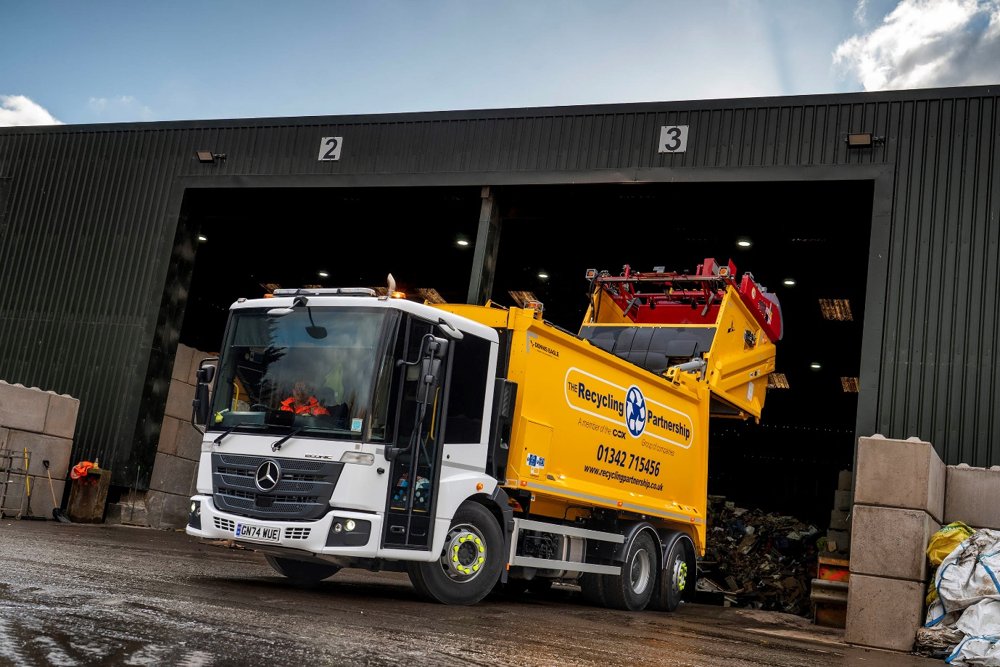 2
3
DENNIS EAGLE
THE Recycling Partnership
A member of the COX Group of companies
01342 715456
www.recyclingpartnership.co.uk
ECONIC
GN74 WUE